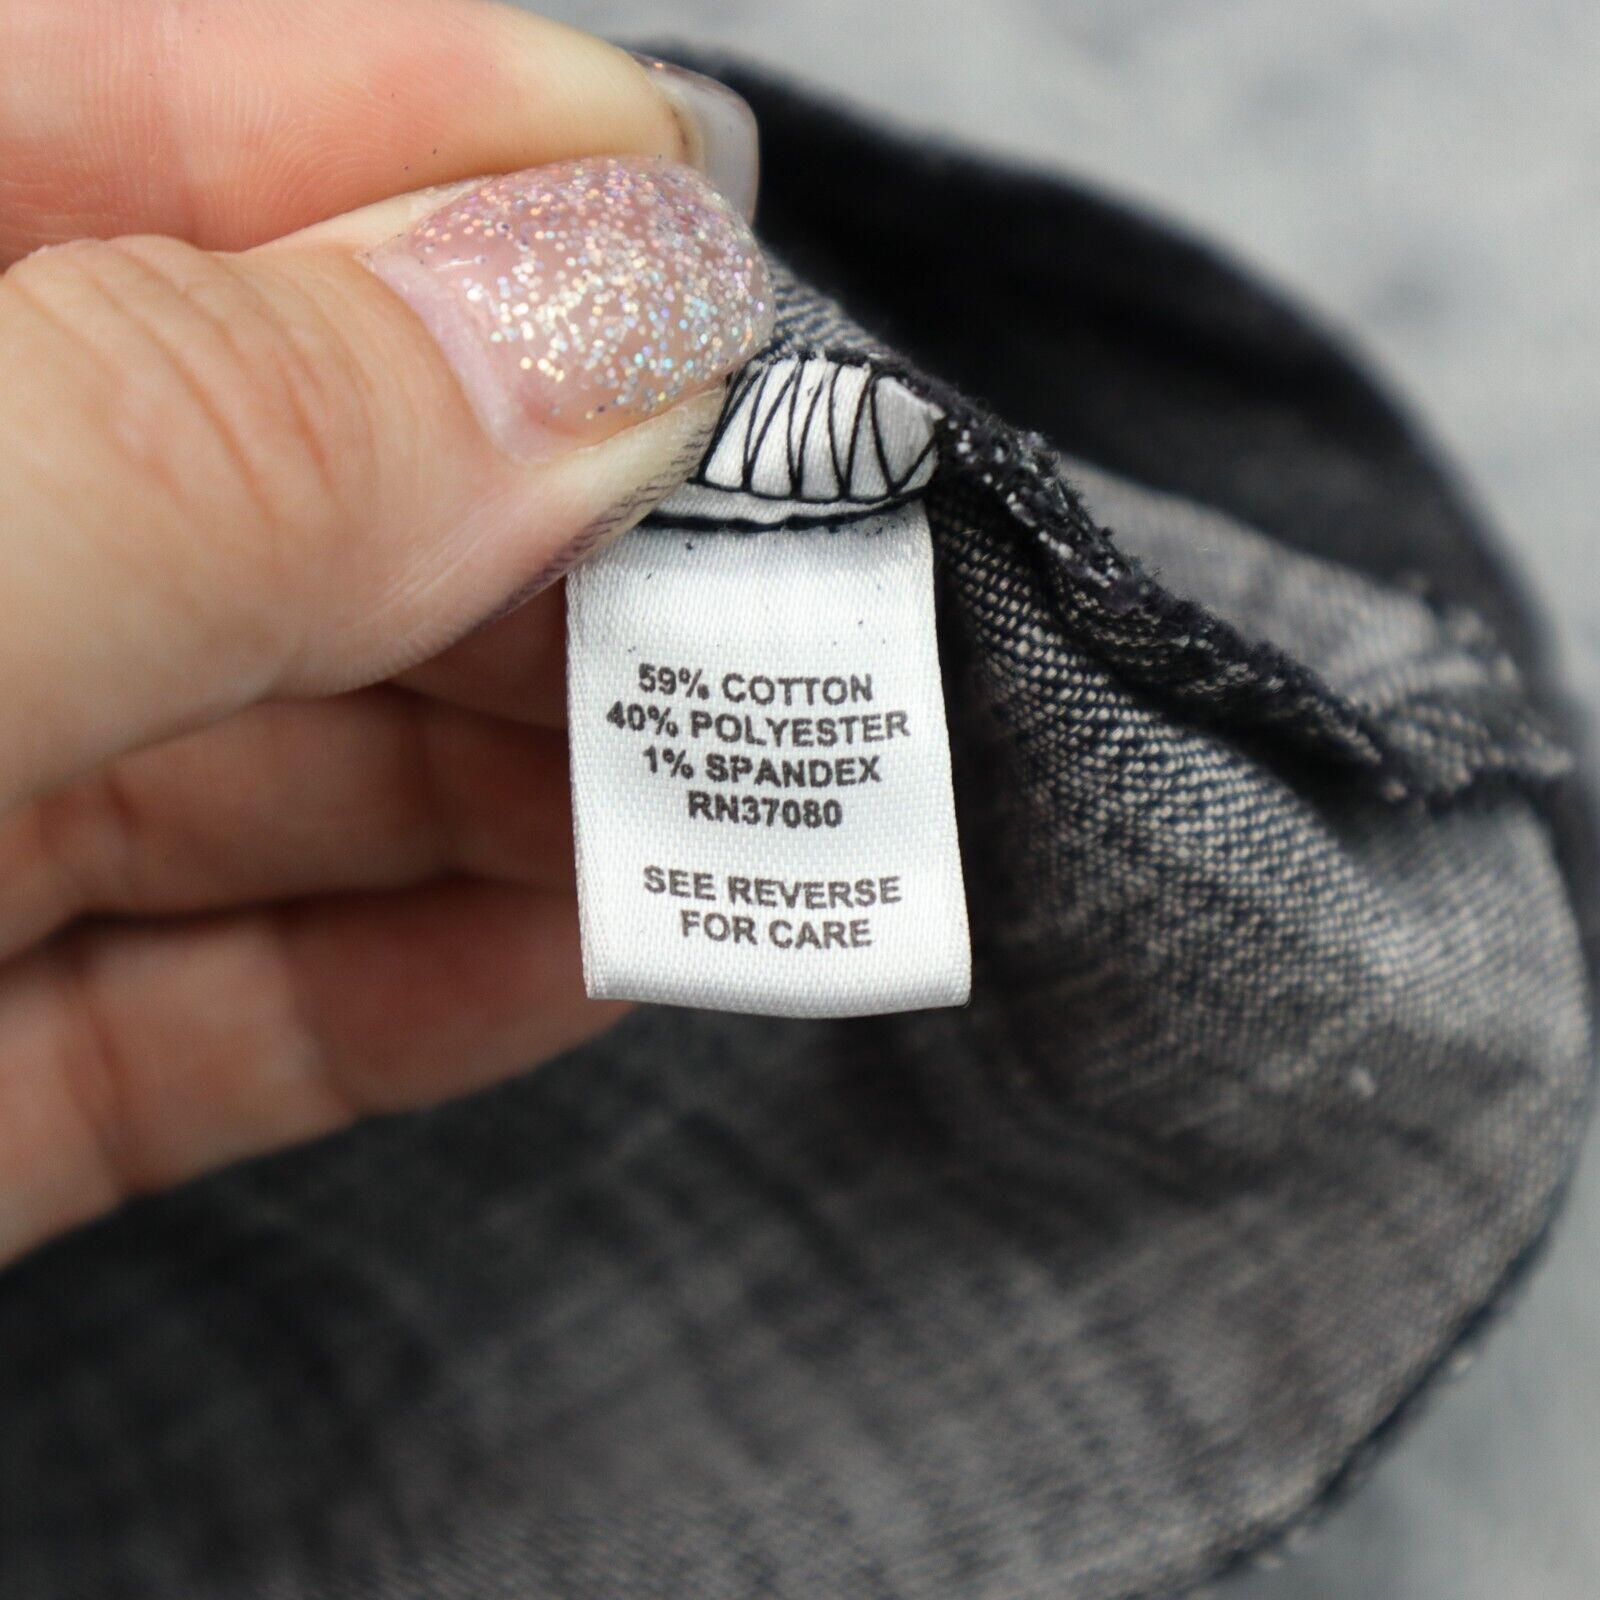 59% COTTON
40% POLYESTER
1% SPANDEX
RN37080
SEE REVERSE
FOR CARE